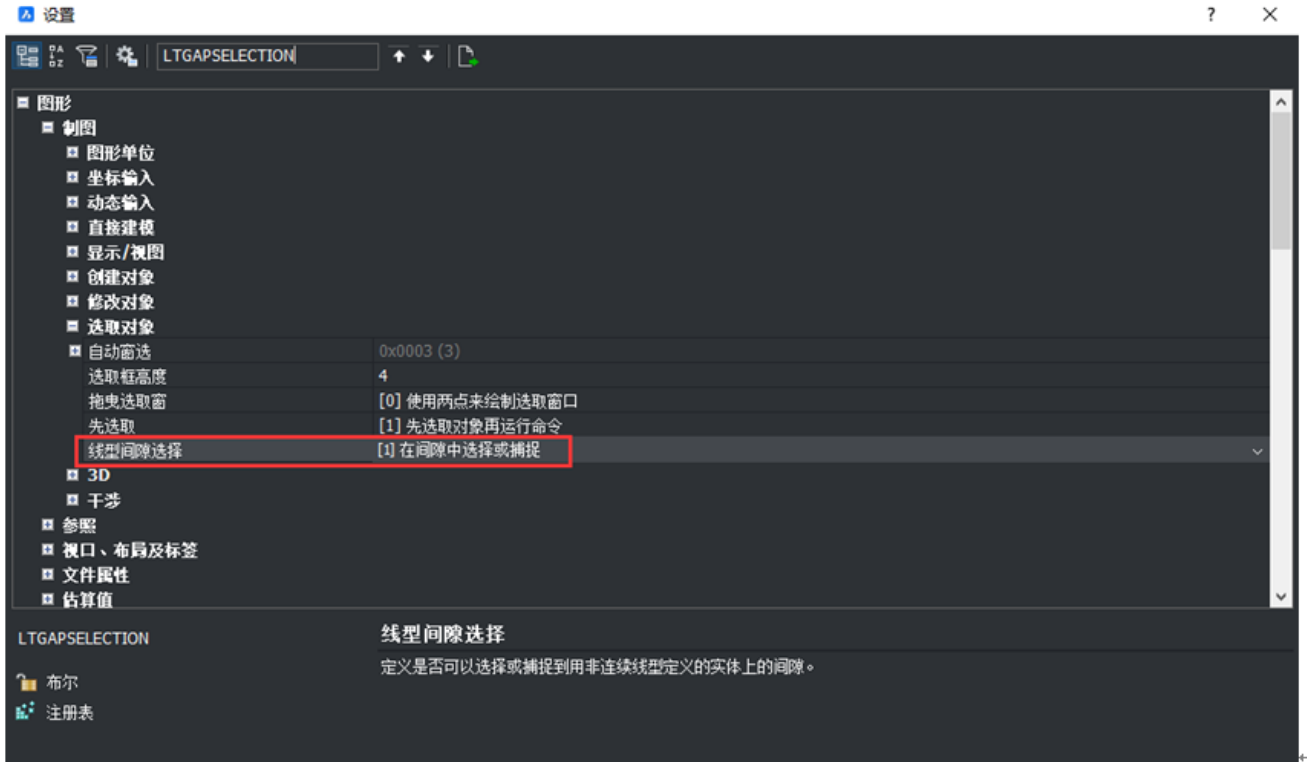 设置
LTGAPSELECTION
图形
制图
图形单位
坐标输入
动态输入
直接建模
显示/视图
创建对象
修改对象
选取对象
自动窗选 0x0003 (3)
选取框高度 4
拖曳选取窗 [0] 使用两点来绘制选取窗口
先选取 [1] 先选取对象再运行命令
线型间隙选择 [1] 在间隙中选择或捕捉
3D
干涉
参照
视口、布局及标签
文件属性
估算值
LTGAPSELECTION
线型间隙选择
定义是否可以选择或捕捉到用非连续线型定义的实体上的间隙。
布尔
注册表